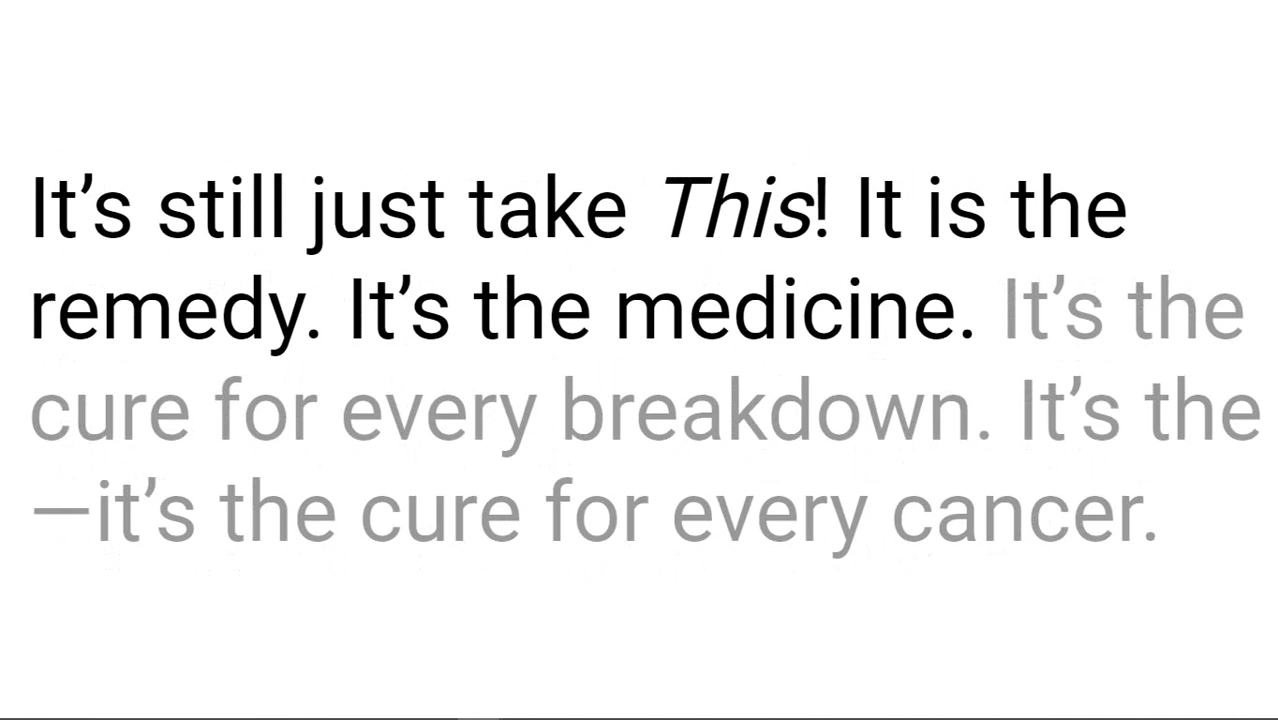 It’s still just take This! It is the
remedy. It’s the medicine. It’s the
cure for every breakdown. It’s the
—it’s the cure for every cancer.